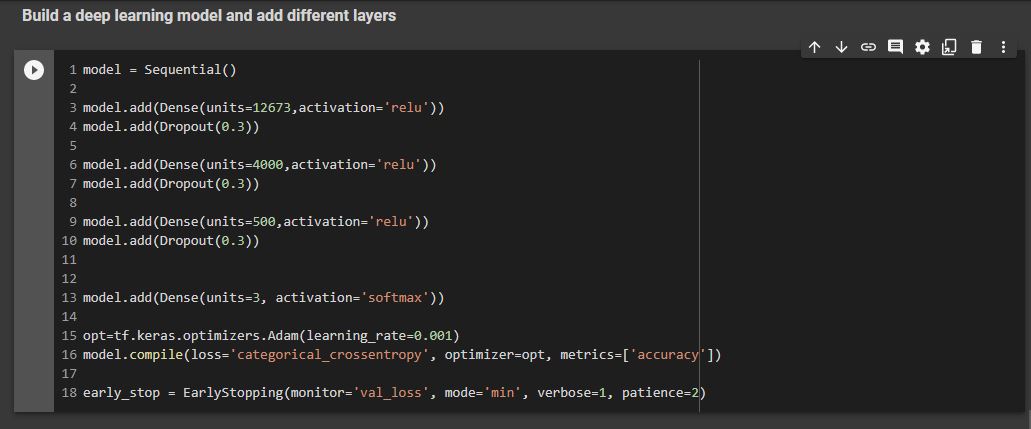 Build a deep learning model and add different layers
1 model = Sequential()
2
3 model.add(Dense(units=12673,activation='relu'))
4 model.add(Dropout(0.3))
5
6 model.add(Dense(units=4000,activation='relu'))
7 model.add(Dropout(0.3))
8
9 model.add(Dense(units=500,activation='relu'))
10 model.add(Dropout(0.3))
11
12
13 model.add(Dense(units=3, activation='softmax'))
14
15 opt=tf.keras.optimizers.Adam(learning_rate=0.001)
16 model.compile(loss='categorical_crossentropy', optimizer=opt, metrics=['accuracy'])
17
18 early_stop = EarlyStopping(monitor='val_loss', mode='min', verbose=1, patience=2)